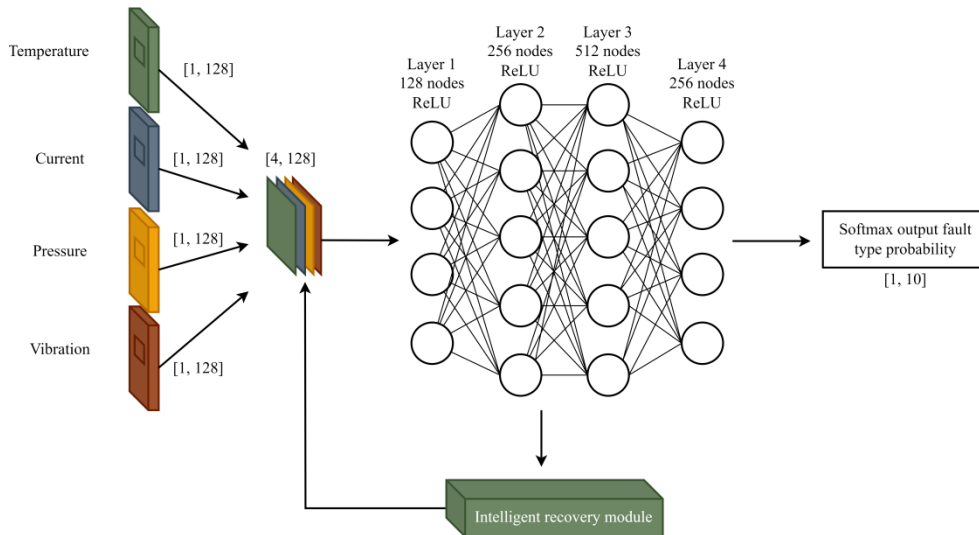 Temperature
[1, 128]
Current
[1, 128]
Pressure
[1, 128]
Vibration
[1, 128]
[4, 128]
Layer 1
128 nodes
ReLU
Layer 2
256 nodes
ReLU
Layer 3
512 nodes
ReLU
Layer 4
256 nodes
ReLU
Softmax output fault
type probability
[1, 10]
Intelligent recovery module